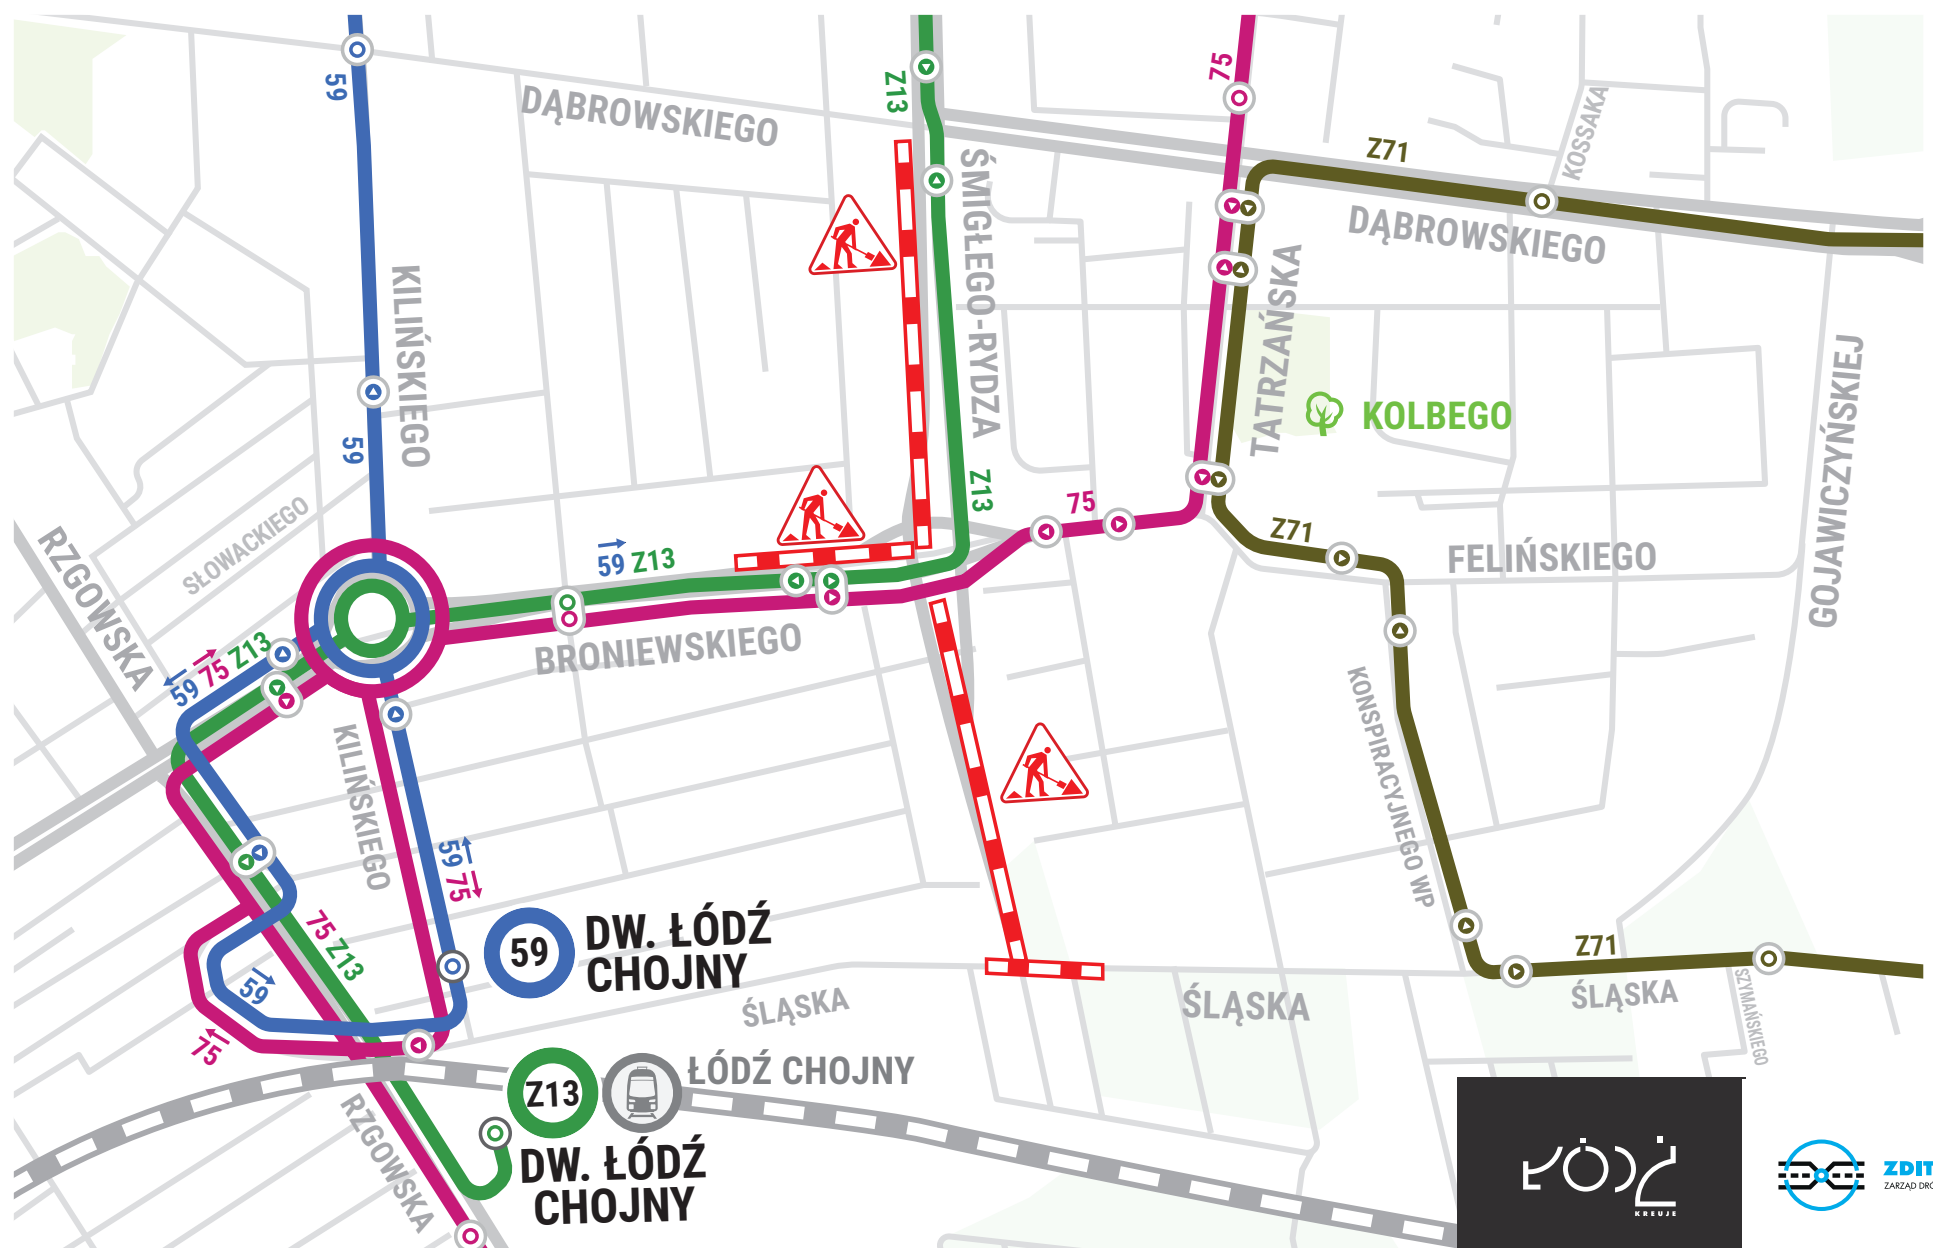 59
Z13
75
DĄBROWSKIEGO
KOSSAKA
Z71
ŚMIGŁEGO-RYDZA
DĄBROWSKIEGO
KILIŃSKIEGO
TATRZAŃSKA
GOJAWICZYŃSKIEJ
KOLBEGO
59
Z13
75
Z71
SŁOWACKIEGO
RZGOWSKA
59 Z13
FELIŃSKIEGO
BRONIEWSKIEGO
59 75 Z13
KONSPIRACYJNEGO WP
KILIŃSKIEGO
59 75
75 Z13
59
DW. ŁÓDŹ
CHOJNY
59
75
Z71
ŚLĄSKA
ŚLĄSKA
ŚLĄSKA
SZYMAŃSKIEGO
Z13
ŁÓDŹ CHOJNY
DW. ŁÓDŹ
CHOJNY
RZGOWSKA
ŁÓDŹ
KREUJE
ZDIT
ZARZĄD DRÓ